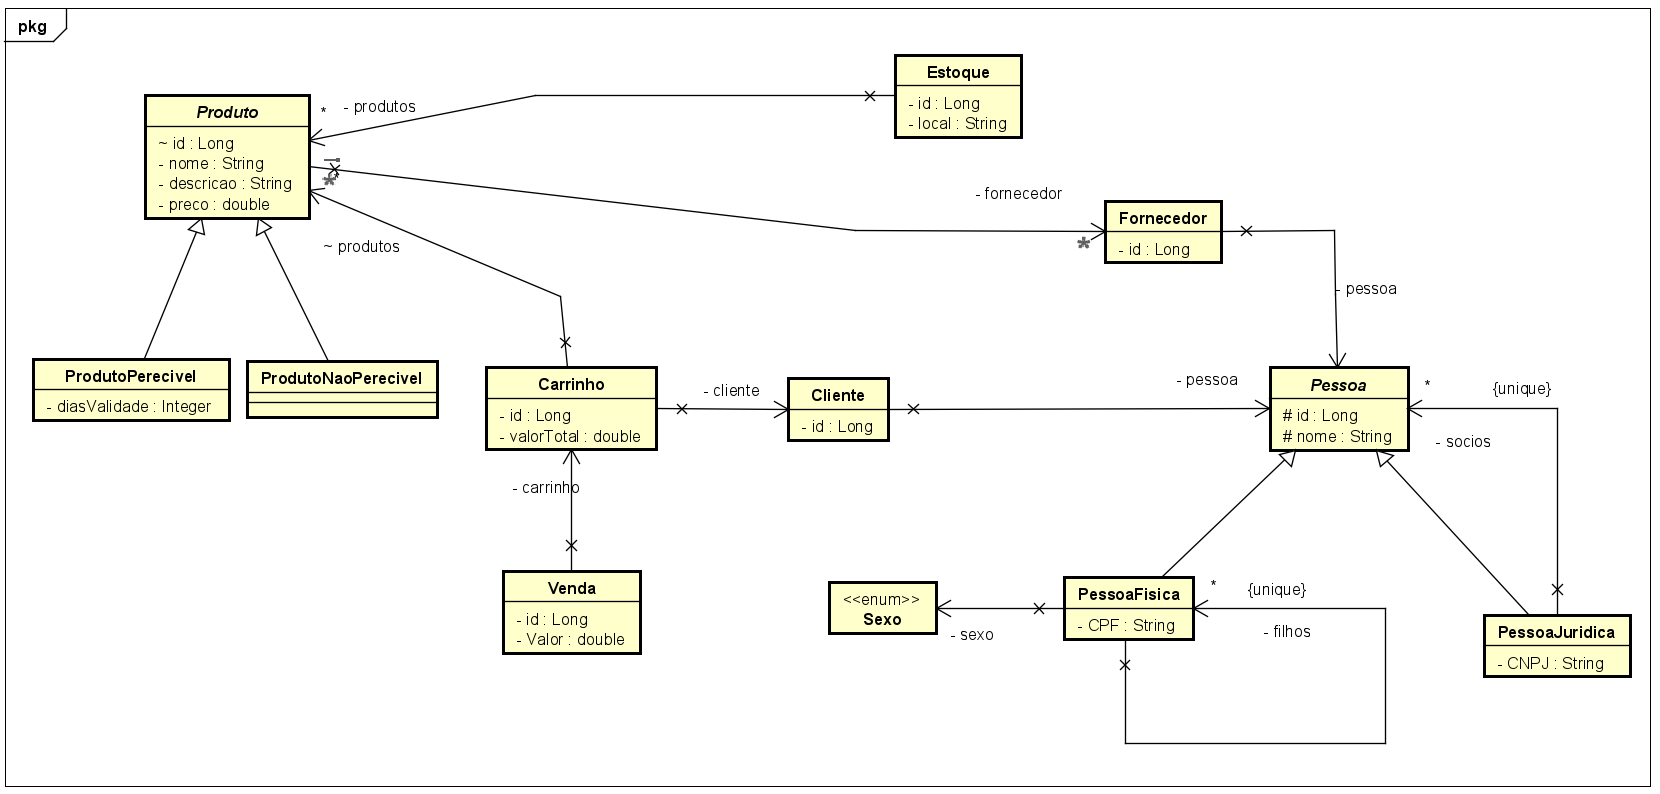 pkg
Estoque
- id : Long
- local : String
* - produtos
Produto
~ id : Long
- nome : String
- descricao : String
- preco : double
*
- fornecedor
*
Fornecedor
- id : Long
~ produtos
- pessoa
ProdutoPerecivel
- diasValidade : Integer
ProdutoNaoPerecivel
Carrinho
- id : Long
- valorTotal : double
- cliente
Cliente
- id : Long
- pessoa
Pessoa
# id : Long
# nome : String
* {unique}
- socios
- carrinho
Venda
- id : Long
- Valor : double
<<enum>>
Sexo
- sexo
PessoaFisica
- CPF : String
* {unique}
- filhos
PessoaJuridica
- CNPJ : String